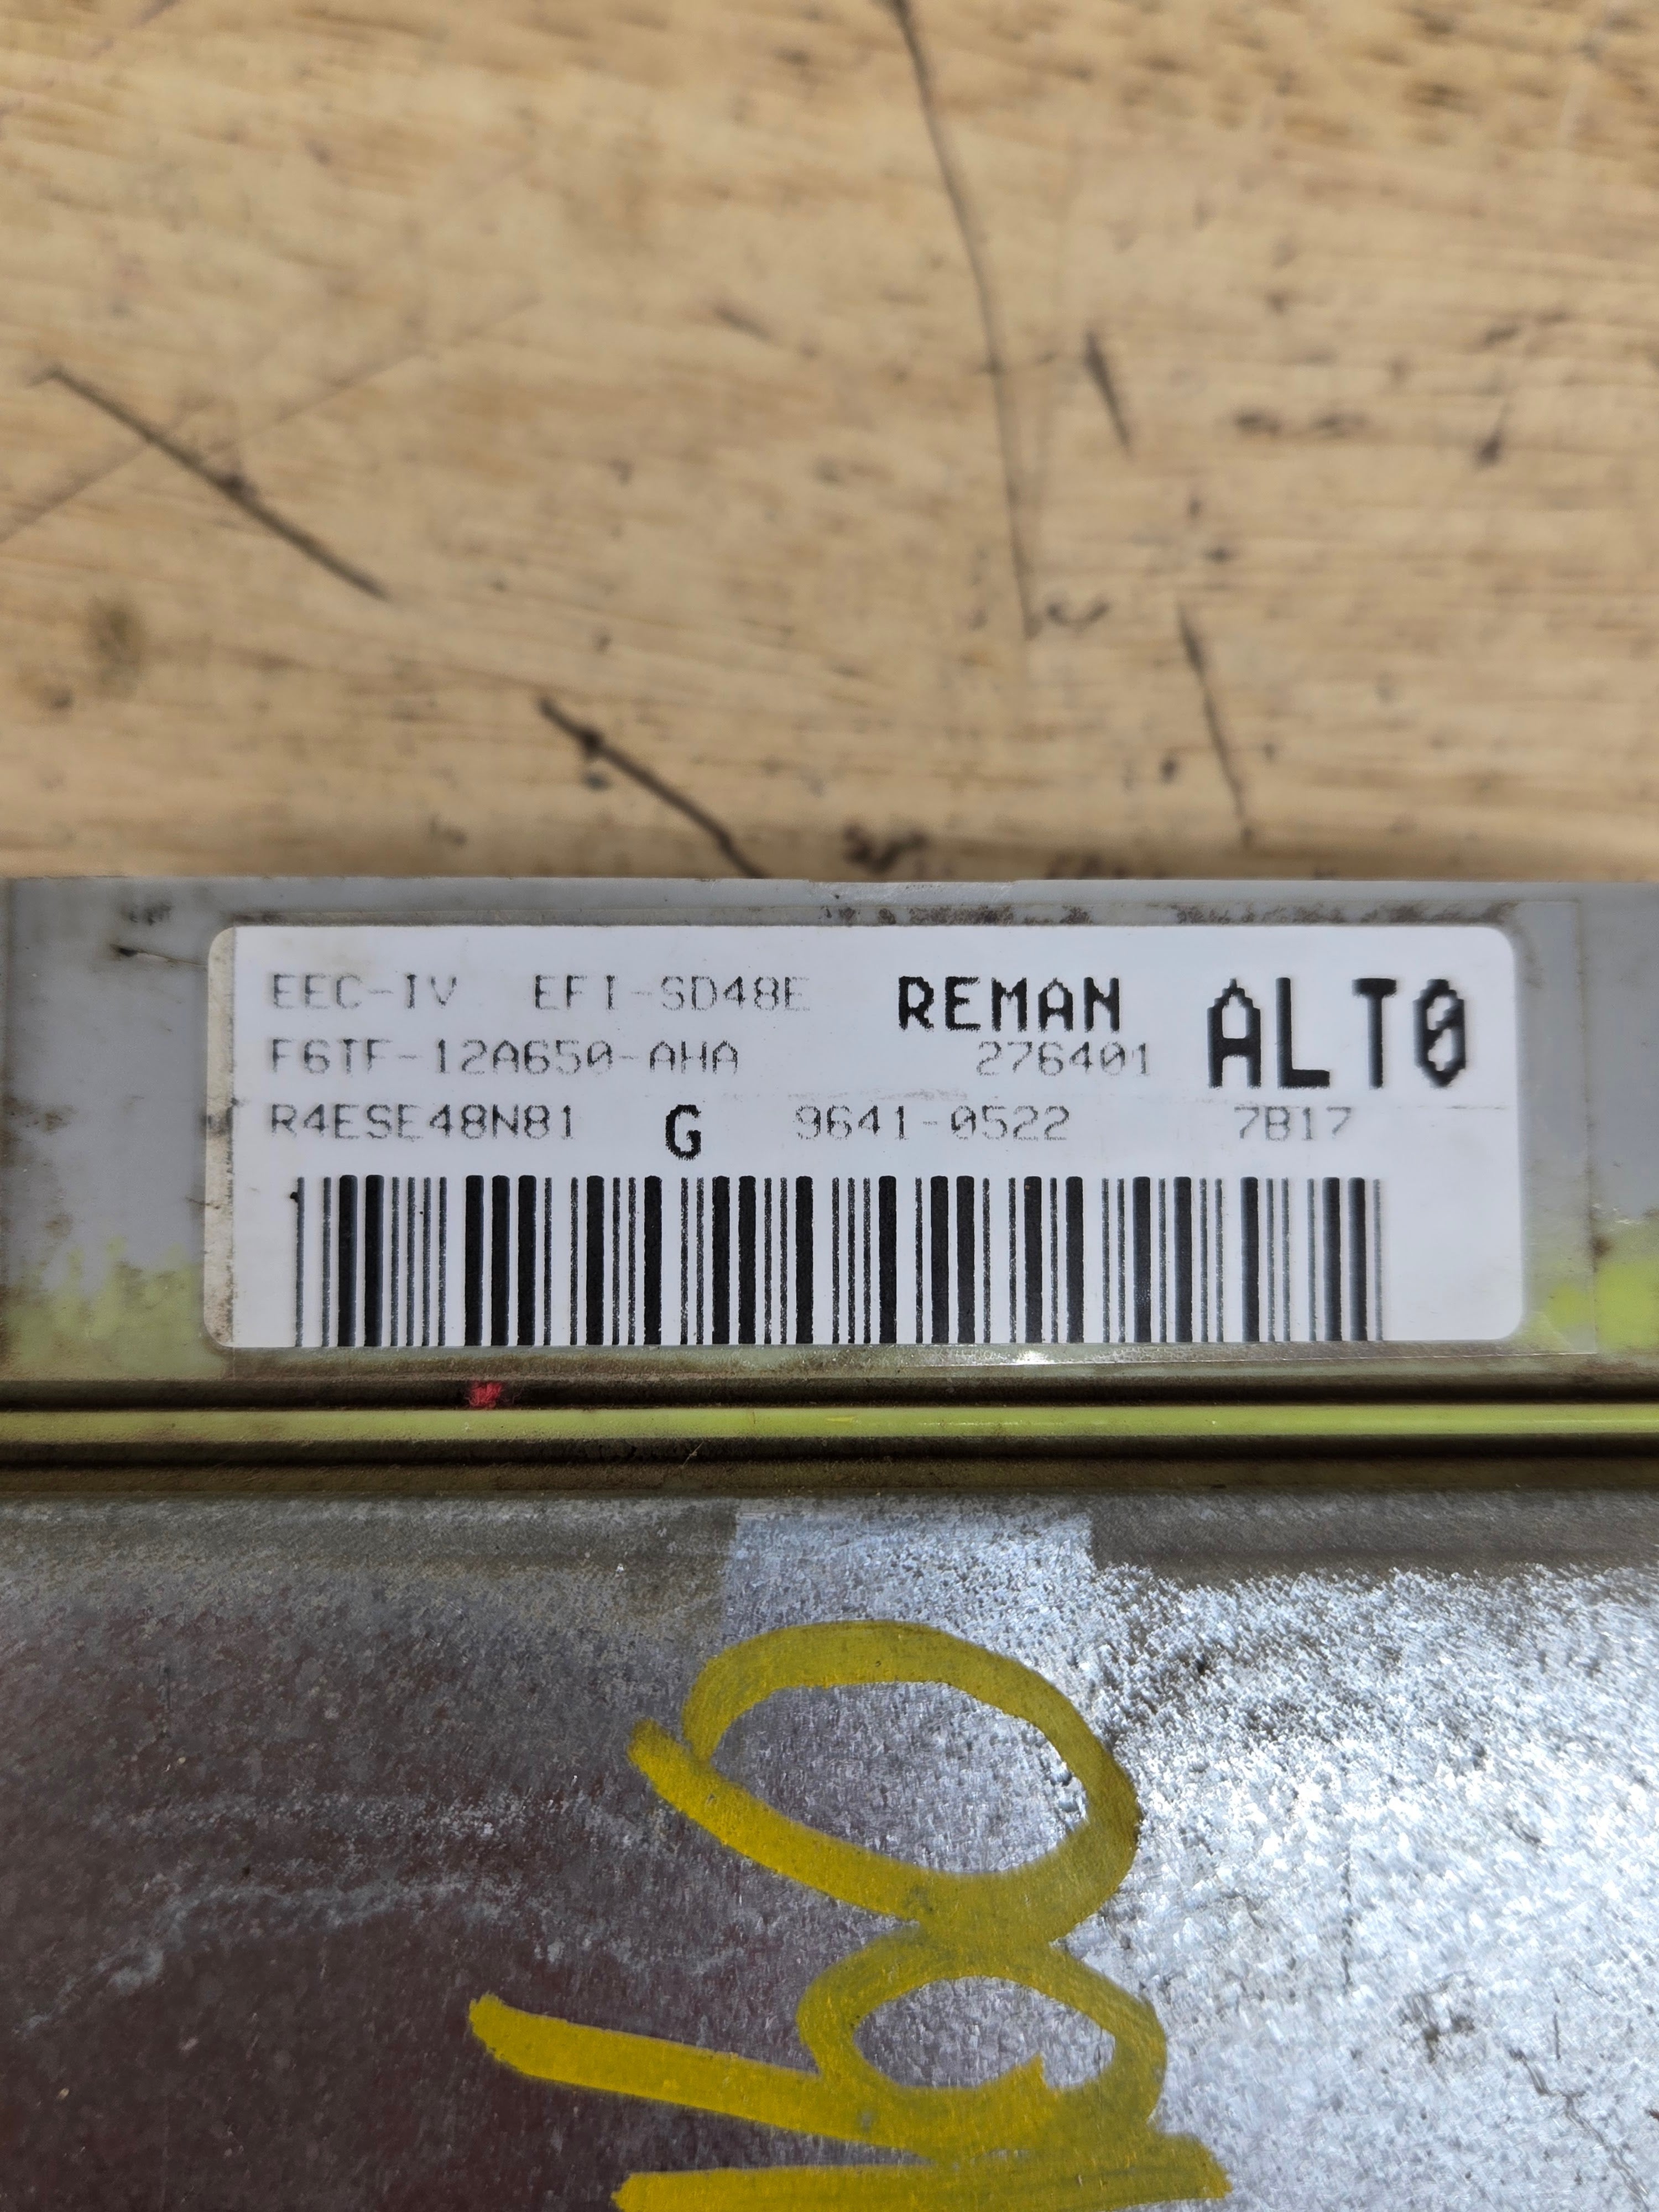 EEC-IV EFI-SD48E REMAN ALT0
F6TF-12A650-AHA 276401
R4ESE48N81 G 9641-0522 7B17